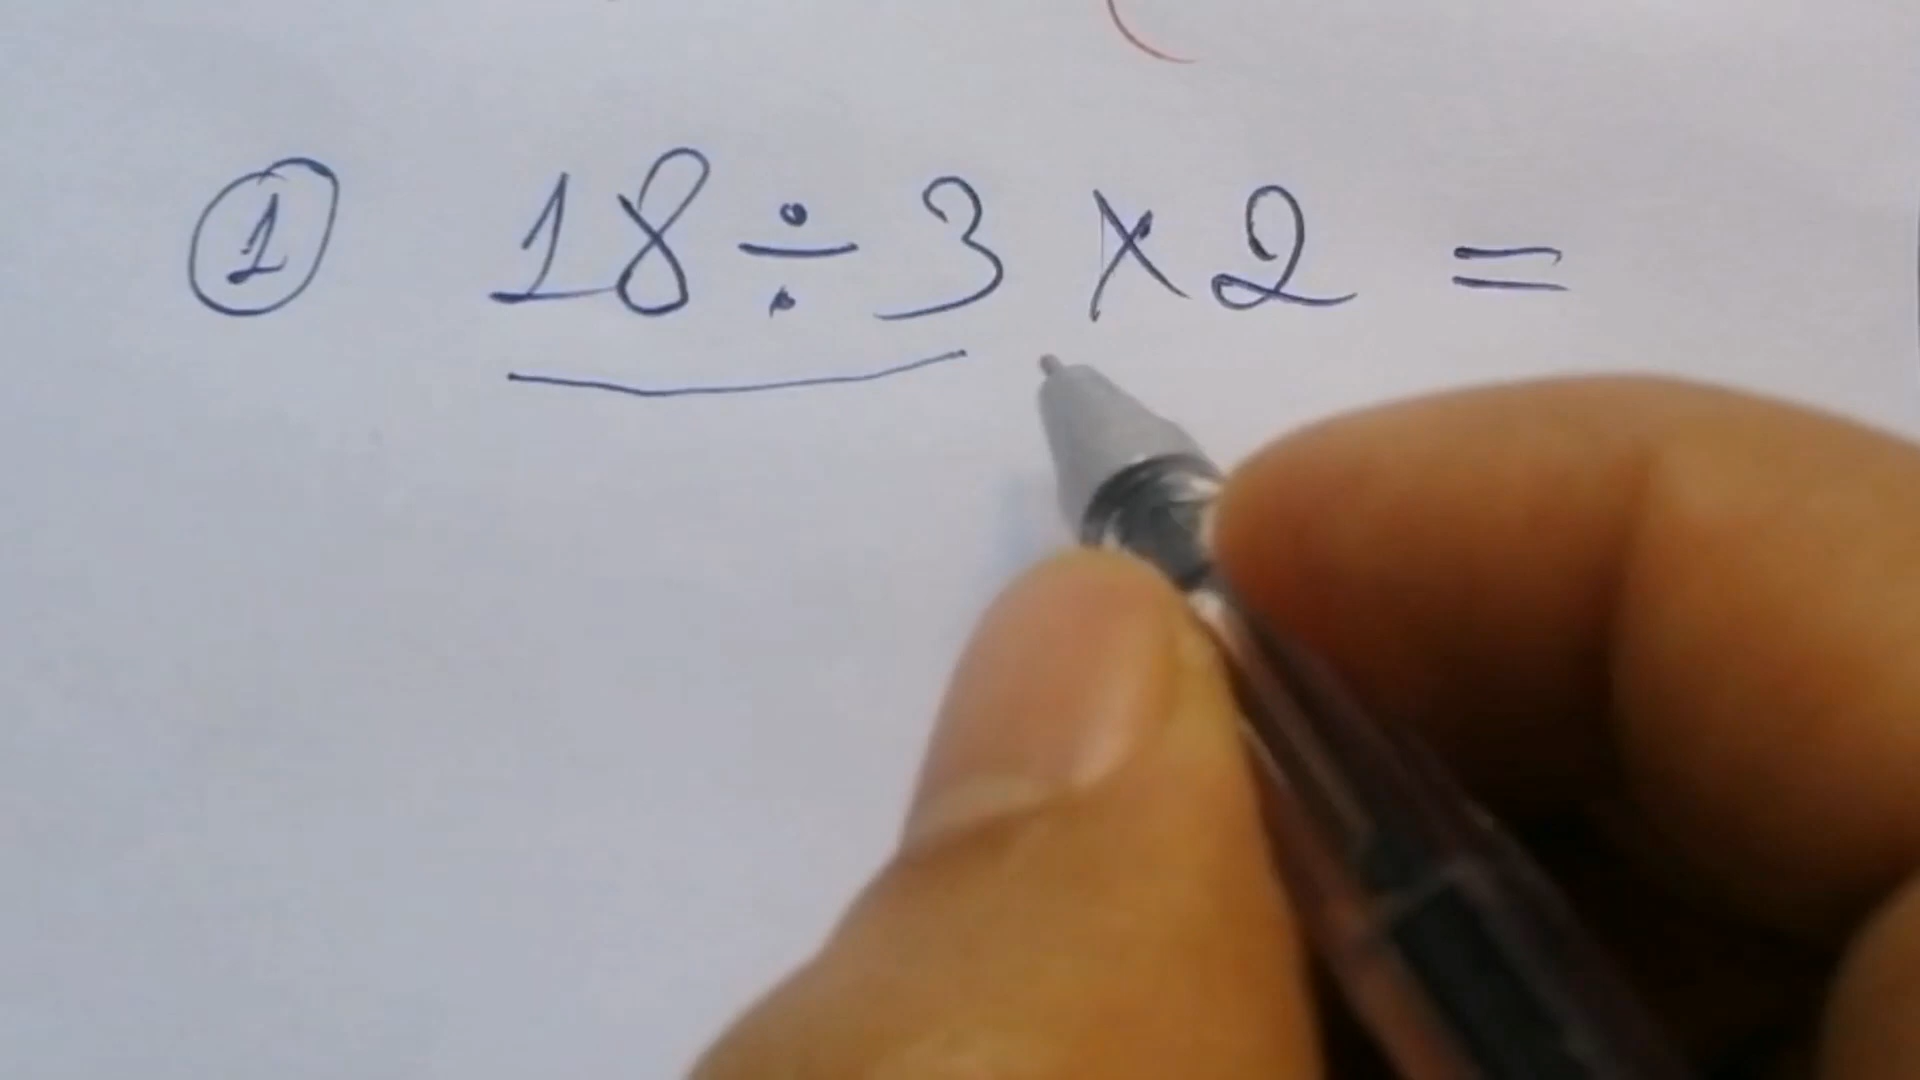 ① 18 ÷ 3 × 2 =